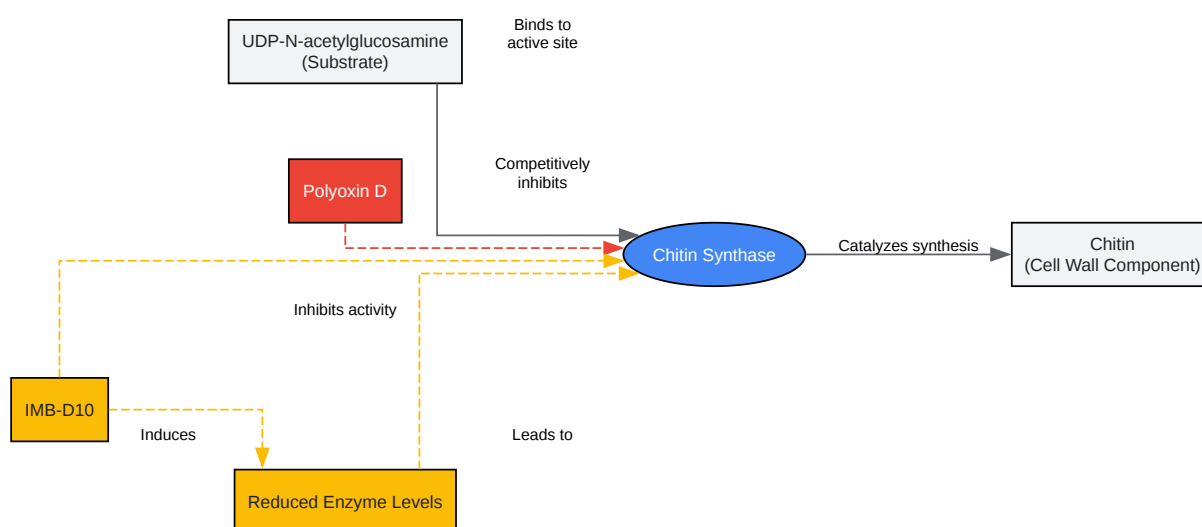 Binds to
active site
UDP-N-acetylglucosamine
(Substrate)
Competitively
inhibits
Polyoxin D
Chitin Synthase
Catalyzes synthesis
Chitin
(Cell Wall Component)
Inhibits activity
IMB-D10
Induces
Leads to
Reduced Enzyme Levels